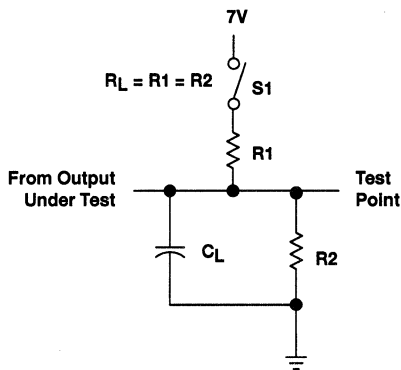 7V
RL = R1 = R2
S1
R1
From Output
Under Test
Test
Point
CL
R2